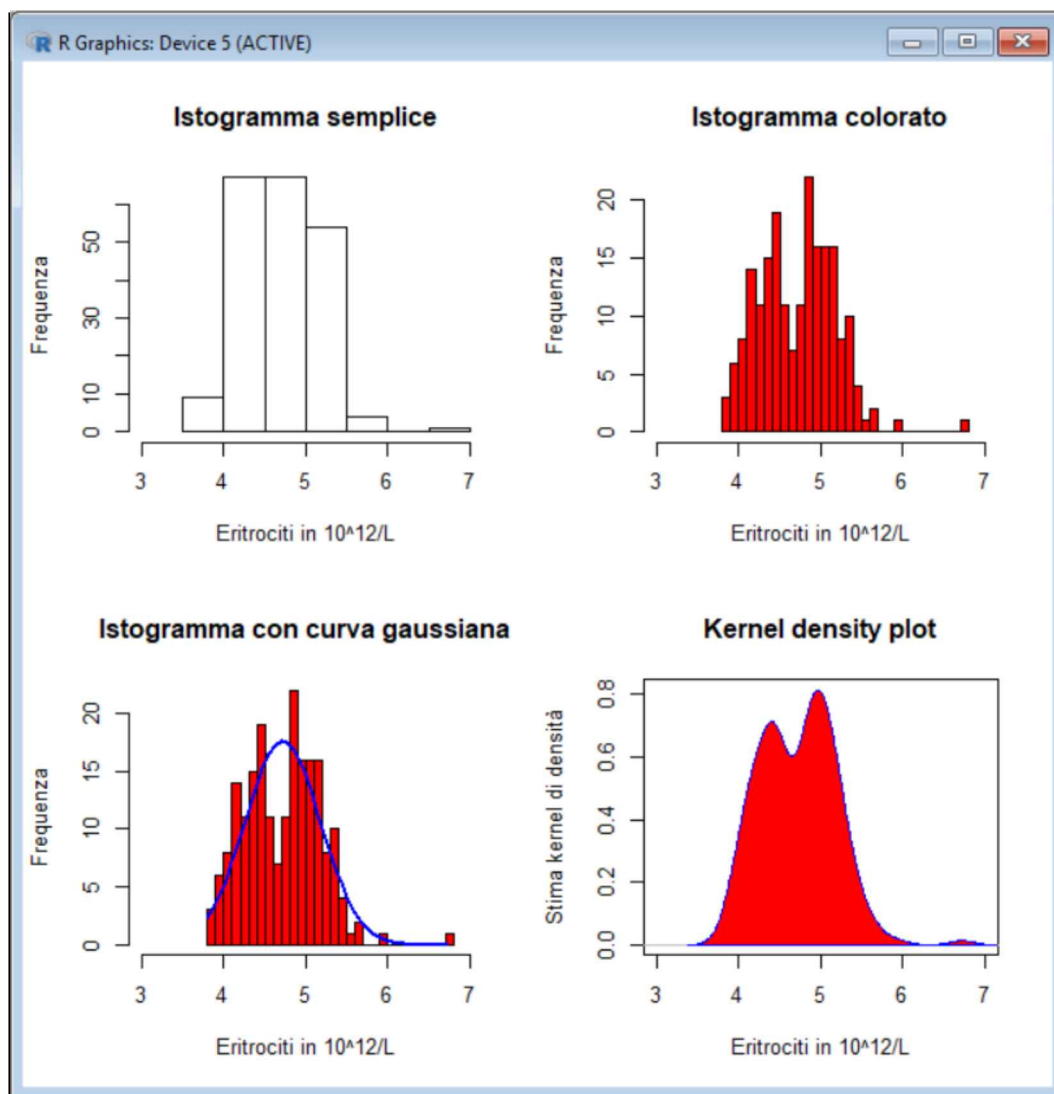 R Graphics: Device 5 (ACTIVE)
Istogramma semplice
Frequenza
50
30
10
0
3 4 5 6 7
Eritrociti in 10^12/L
Istogramma colorato
Frequenza
20
15
10
5
0
3 4 5 6 7
Eritrociti in 10^12/L
Istogramma con curva gaussiana
Frequenza
20
15
10
5
0
3 4 5 6 7
Eritrociti in 10^12/L
Kernel density plot
Stima kernel di densità
0.8
0.6
0.4
0.2
0.0
3 4 5 6 7
Eritrociti in 10^12/L